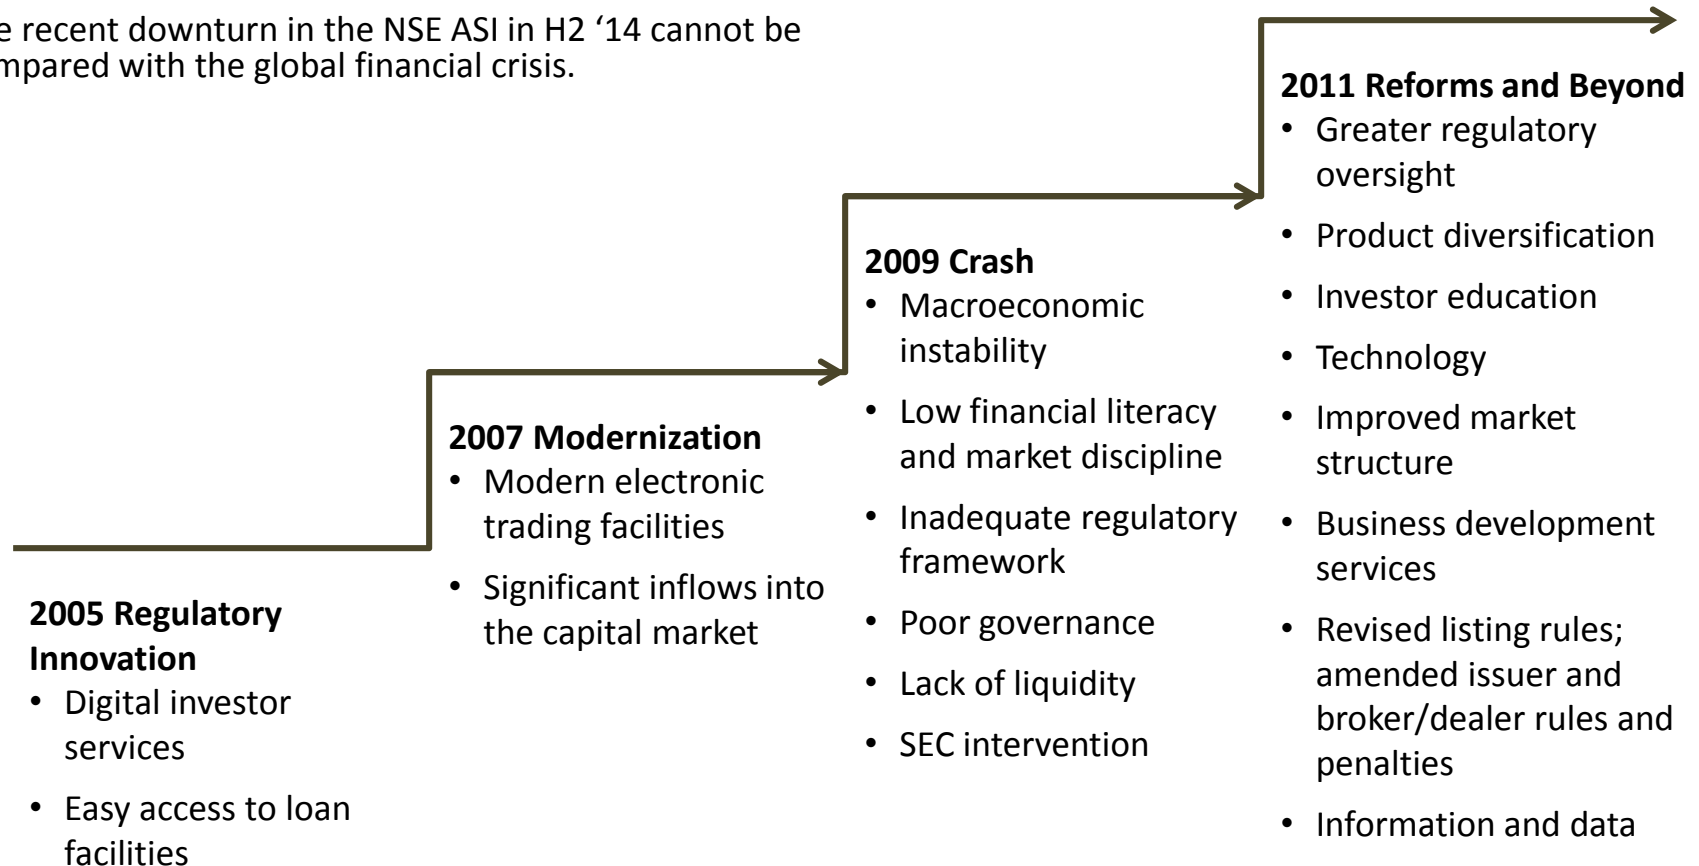 e recent downturn in the NSE ASI in H2 ‘14 cannot be
mpared with the global financial crisis.
2005 Regulatory
Innovation
• Digital investor
services
• Easy access to loan
facilities
2007 Modernization
• Modern electronic
trading facilities
• Significant inflows into
the capital market
2009 Crash
• Macroeconomic
instability
• Low financial literacy
and market discipline
• Inadequate regulatory
framework
• Poor governance
• Lack of liquidity
• SEC intervention
2011 Reforms and Beyond
• Greater regulatory
oversight
• Product diversification
• Investor education
• Technology
• Improved market
structure
• Business development
services
• Revised listing rules;
amended issuer and
broker/dealer rules and
penalties
• Information and data